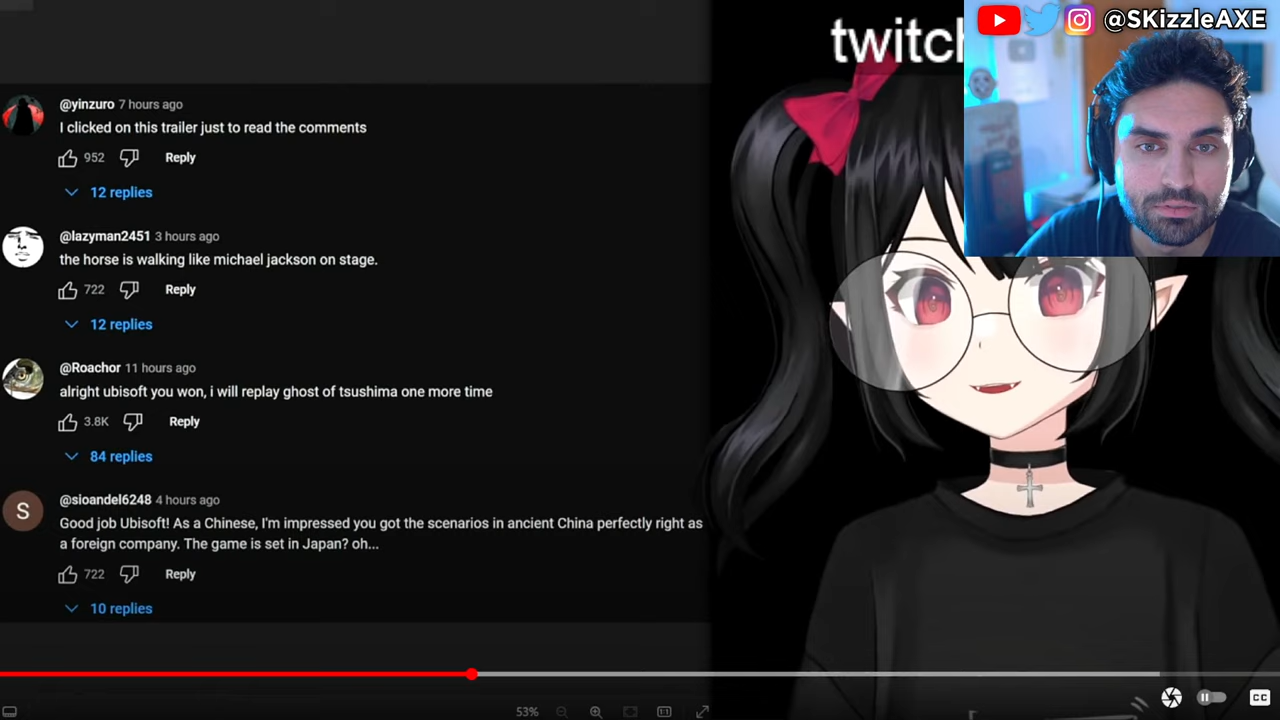 twitch
@SKizzleAXE
@yinzuro 7 hours ago
I clicked on this trailer just to read the comments
952 Reply
12 replies
@lazyman2451 3 hours ago
the horse is walking like michael jackson on stage.
722 Reply
12 replies
@Roachor 11 hours ago
alright ubisoft you won, i will replay ghost of tsushima one more time
3.8K Reply
84 replies
S
@sioandel6248 4 hours ago
Good job Ubisoft! As a Chinese, I'm impressed you got the scenarios in ancient China perfectly right as
a foreign company. The game is set in Japan? oh...
722 Reply
10 replies
53%
1:1
CC